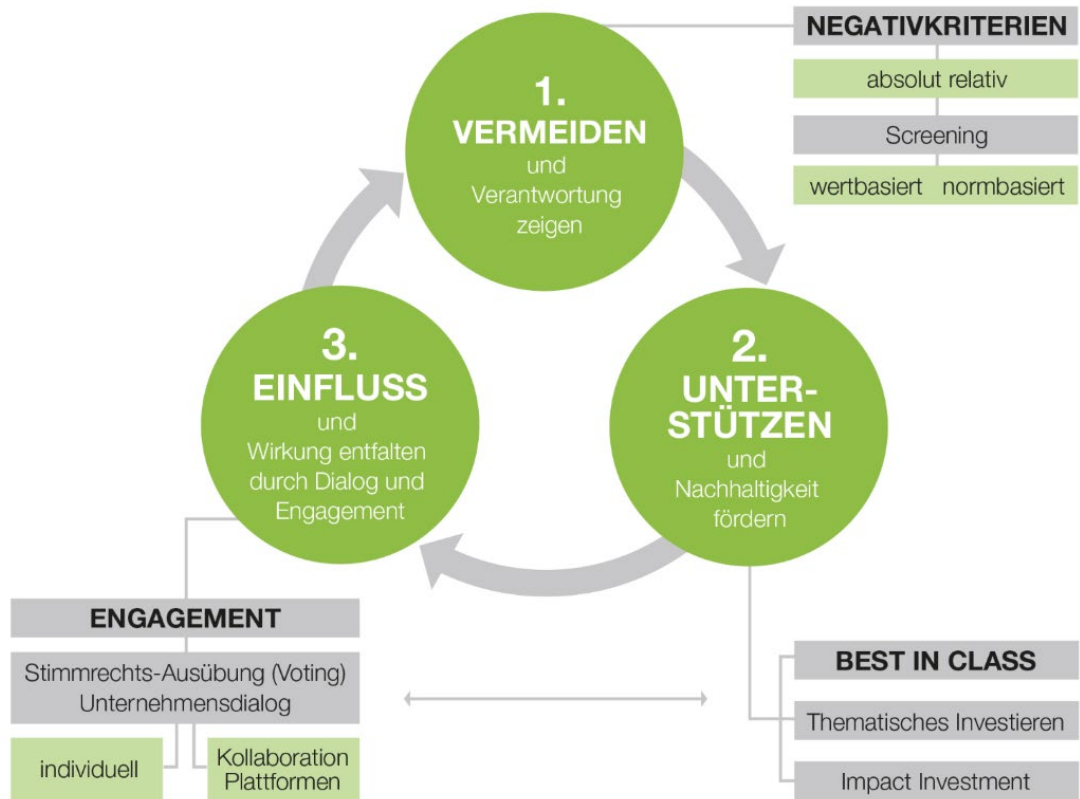 1.
VERMEIDEN
und
Verantwortung
zeigen
NEGATIVKRITERIEN
absolut relativ
Screening
wertbasiert normbasiert
2.
UNTER-
STÜTZEN
und
Nachhaltigkeit
fördern
BEST IN CLASS
Thematisches Investieren
Impact Investment
3.
EINFLUSS
und
Wirkung entfalten
durch Dialog und
Engagement
ENGAGEMENT
Stimmrechts-Ausübung (Voting)
Unternehmensdialog
individuell
Kollaboration
Plattformen